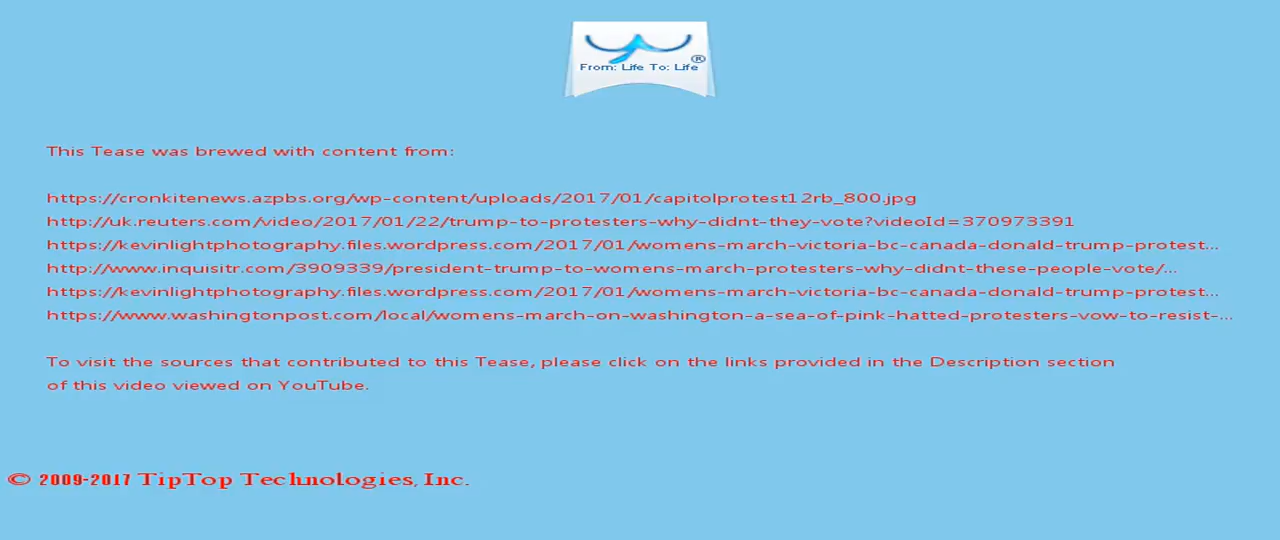 From: Life To: Life ®
This Tease was brewed with content from:
https://cronkitenews.azpbs.org/wp-content/uploads/2017/01/capitolprotest12rb_800.jpg
http://uk.reuters.com/video/2017/01/22/trump-to-protesters-why-didnt-they-vote?videoId=370973391
https://kevinlightphotography.files.wordpress.com/2017/01/womens-march-victoria-bc-canada-donald-trump-protest...
http://www.inquisitr.com/3909339/president-trump-to-womens-march-protesters-why-didnt-these-people-vote/...
https://kevinlightphotography.files.wordpress.com/2017/01/womens-march-victoria-bc-canada-donald-trump-protest...
https://www.washingtonpost.com/local/womens-march-on-washington-a-sea-of-pink-hatted-protesters-vow-to-resist-...
To visit the sources that contributed to this Tease, please click on the links provided in the Description section
of this video viewed on YouTube.
© 2009-2017 TipTop Technologies, Inc.